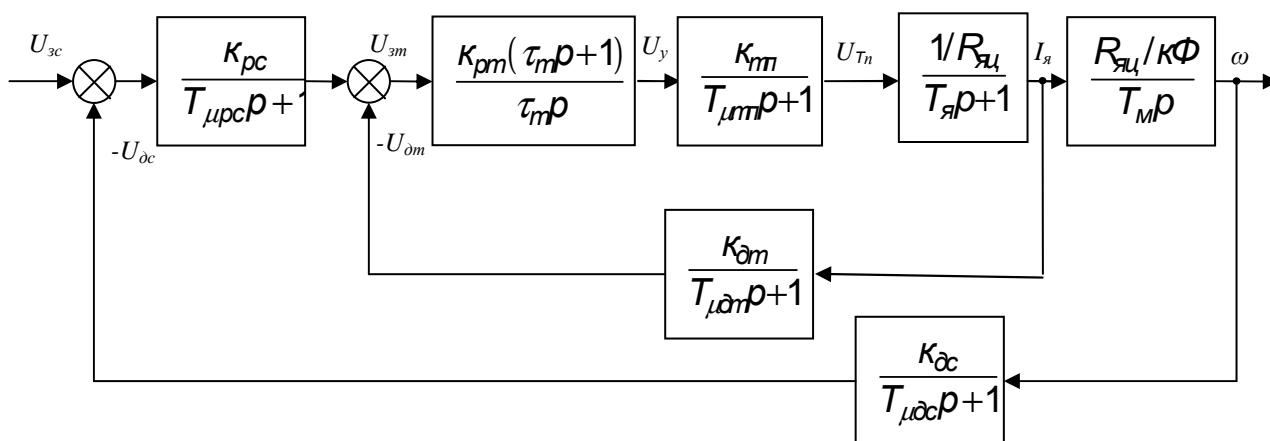 U_зс
-U_дс
к_рс
T_μрс p + 1
U_зт
-U_дт
к_рт(τ_т p + 1)
τ_т p
U_у
к_тп
T_μтп p+1
U_Тп
1/R_яц
T_я p+1
I_я
R_яц/кФ
T_м p
ω
к_дт
T_μдт p+1
к_дс
T_μдс p+1